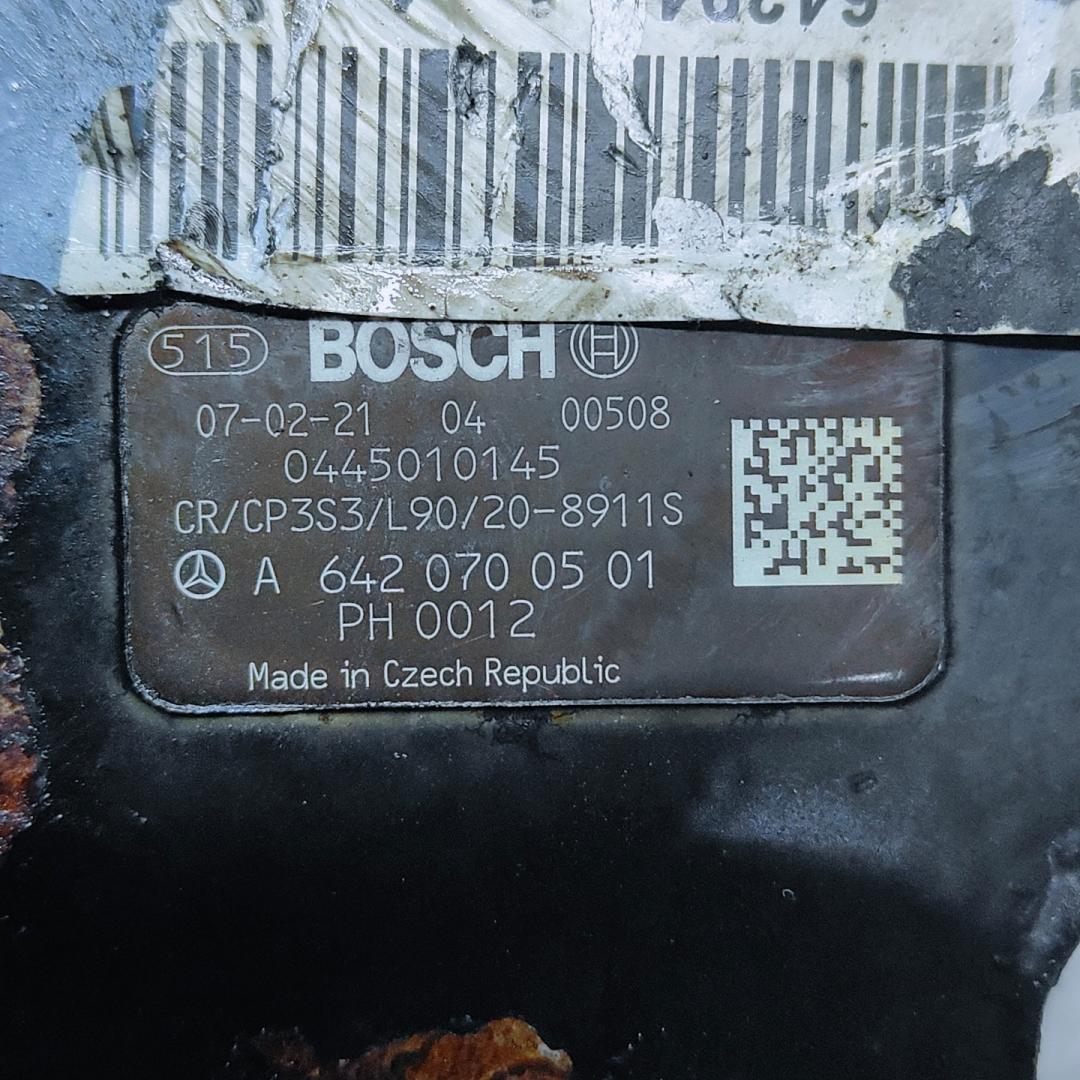 515 BOSCH
07-02-21 04 00508
0445010145
CR/CP3S3/L90/20-8911S
A 642 070 05 01
PH 0012
Made in Czech Republic